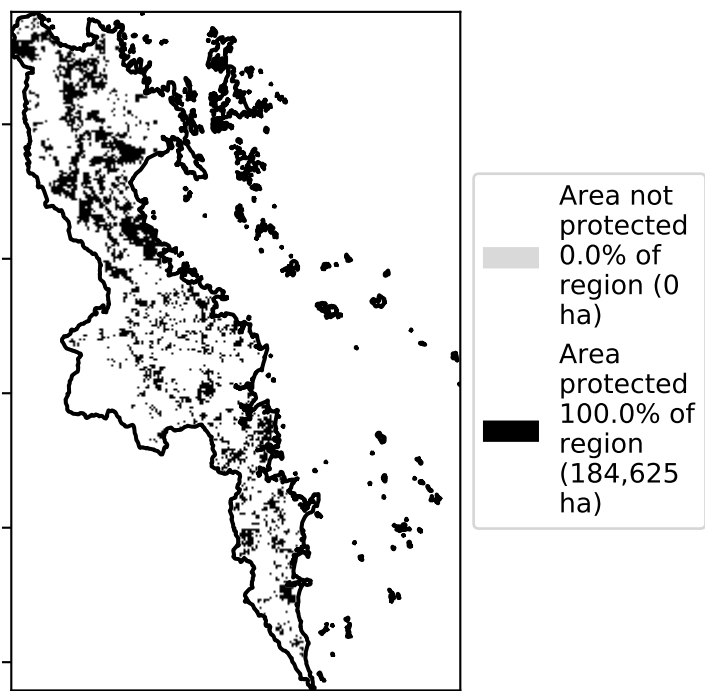 Area not
protected
0.0% of
region (0
ha)
Area
protected
100.0% of
region
(184,625
ha)